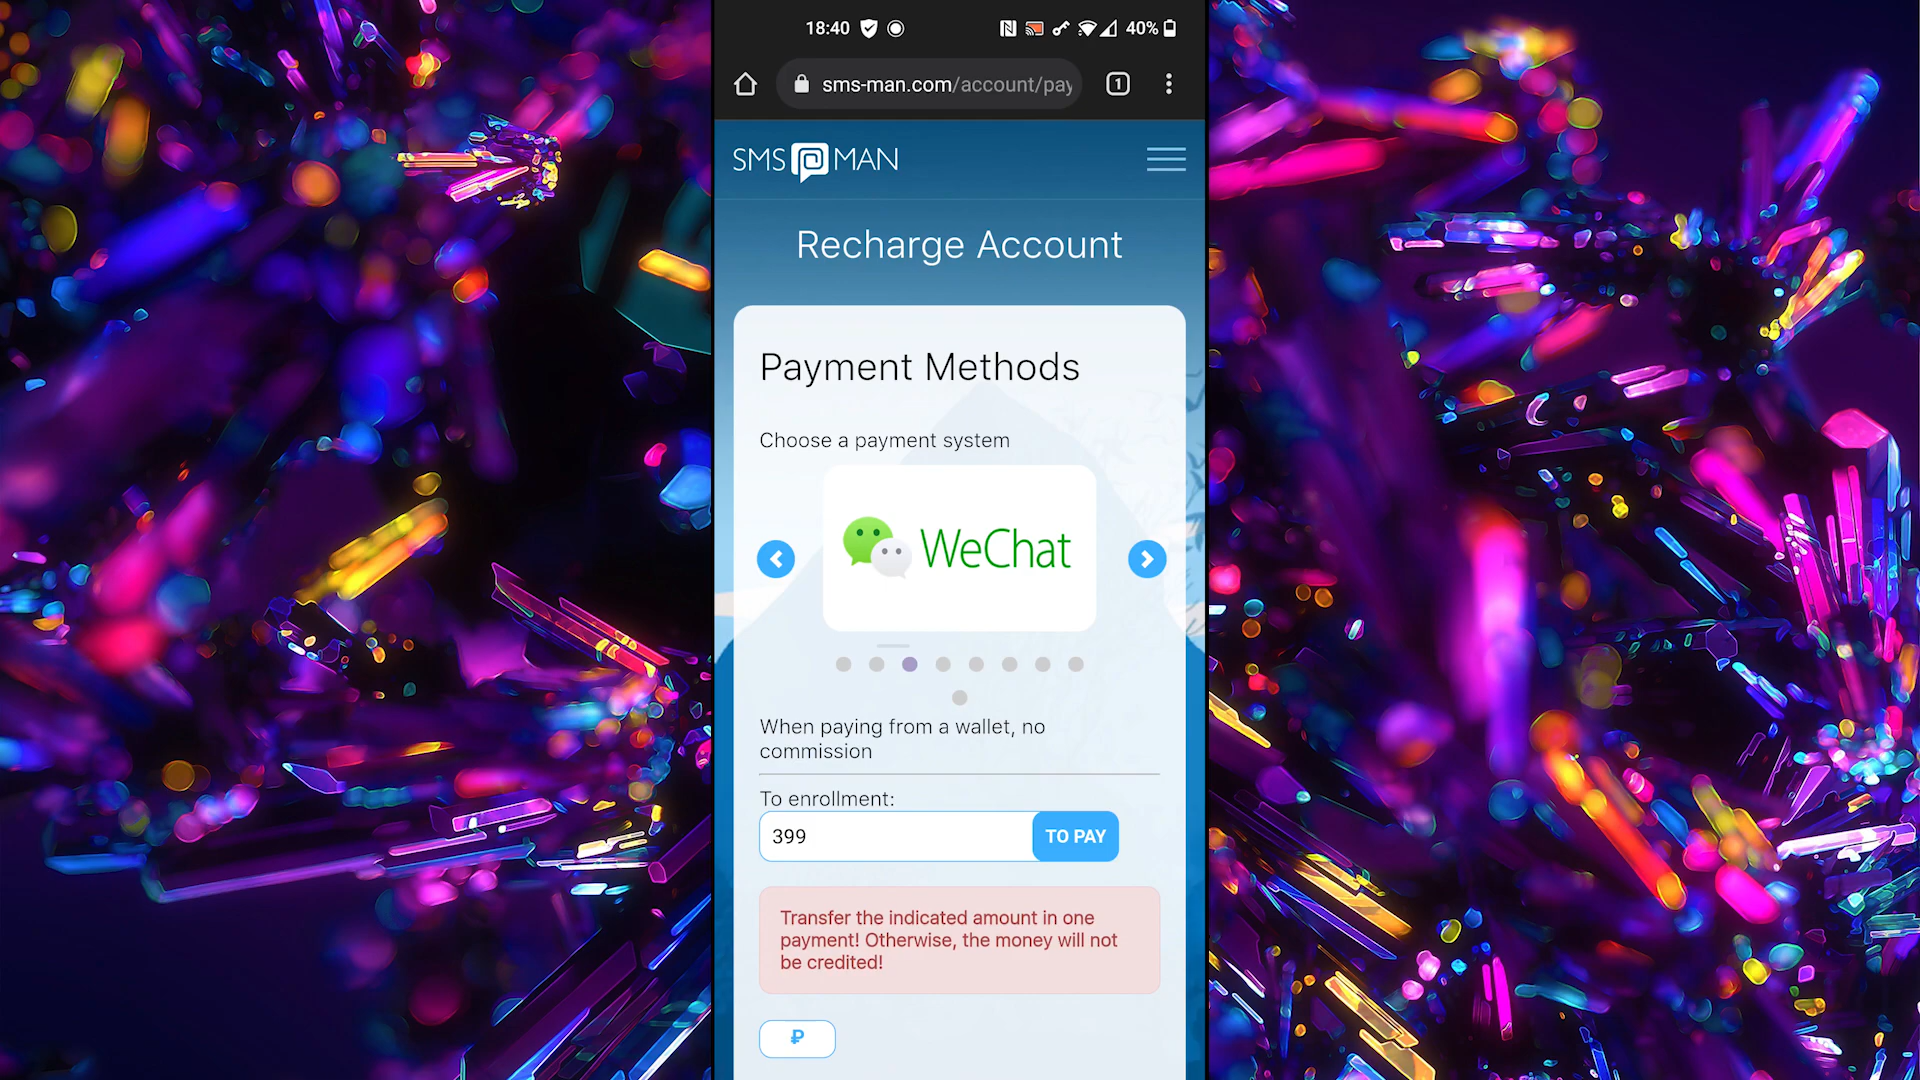 18:40
40%
sms-man.com/account/pay
1
SMS MAN
Recharge Account
Payment Methods
Choose a payment system
WeChat
When paying from a wallet, no
commission
To enrollment:
399
TO PAY
Transfer the indicated amount in one
payment! Otherwise, the money will not
be credited!
₽